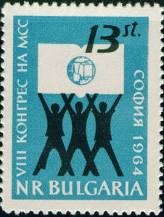 13 st.
VIII КОНГРЕС НА МСС
СОФИЯ 1964
NR BULGARIA